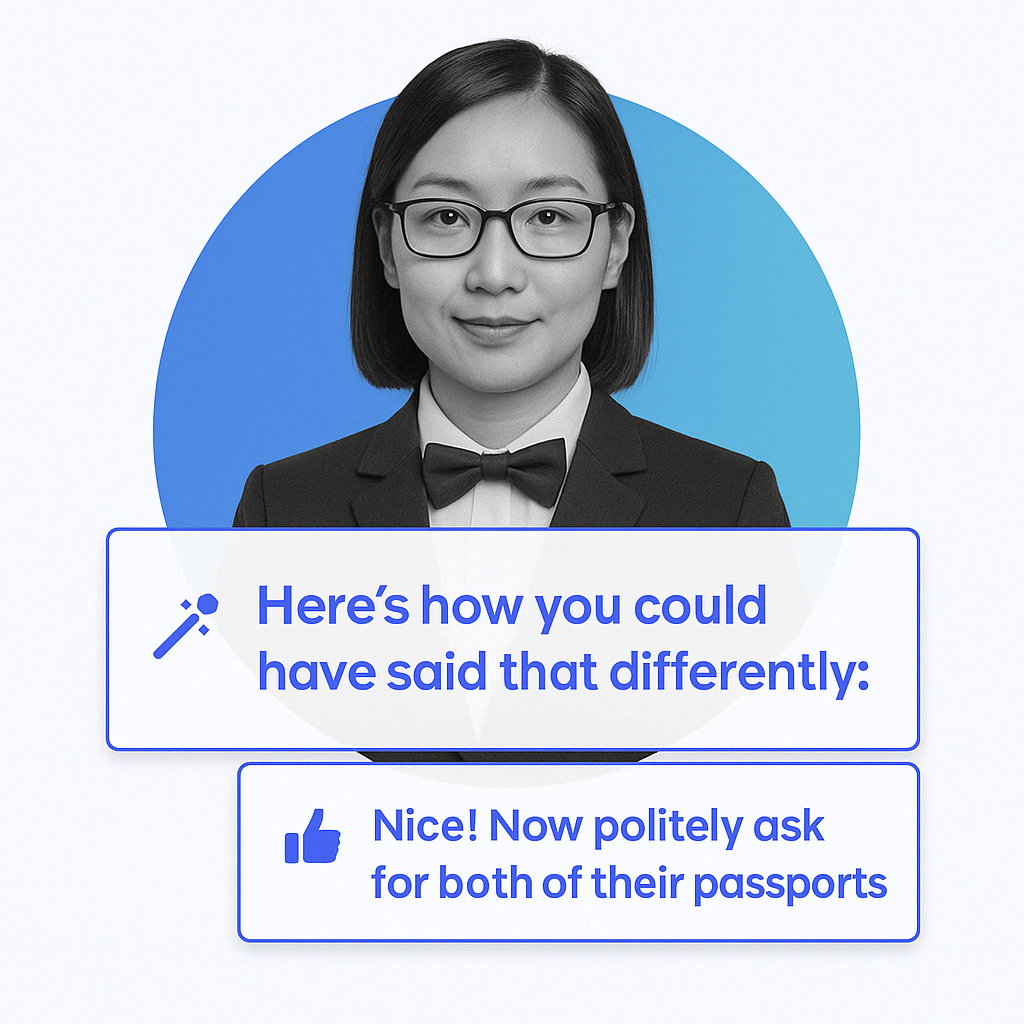 Here’s how you could
have said that differently:
Nice! Now politely ask
for both of their passports